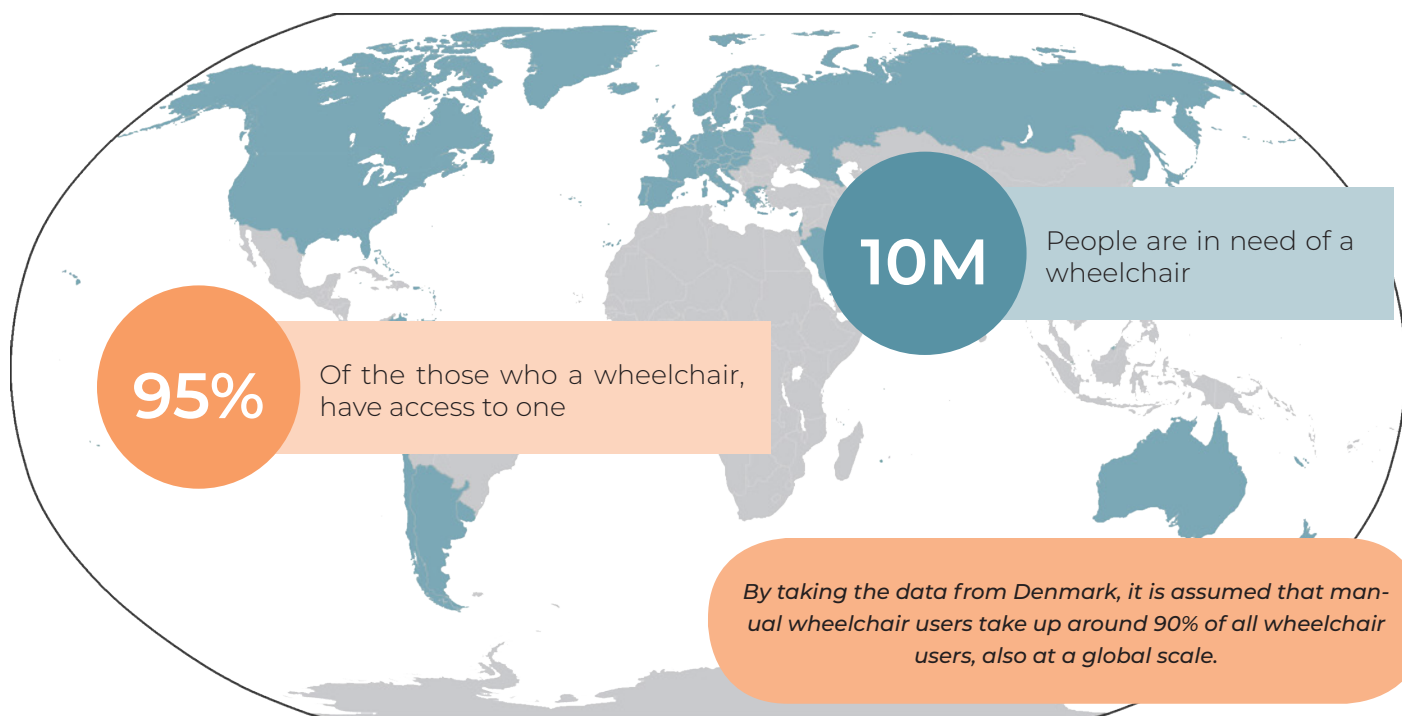 10M
People are in need of a
wheelchair
95%
Of the those who a wheelchair,
have access to one
By taking the data from Denmark, it is assumed that man-
ual wheelchair users take up around 90% of all wheelchair
users, also at a global scale.